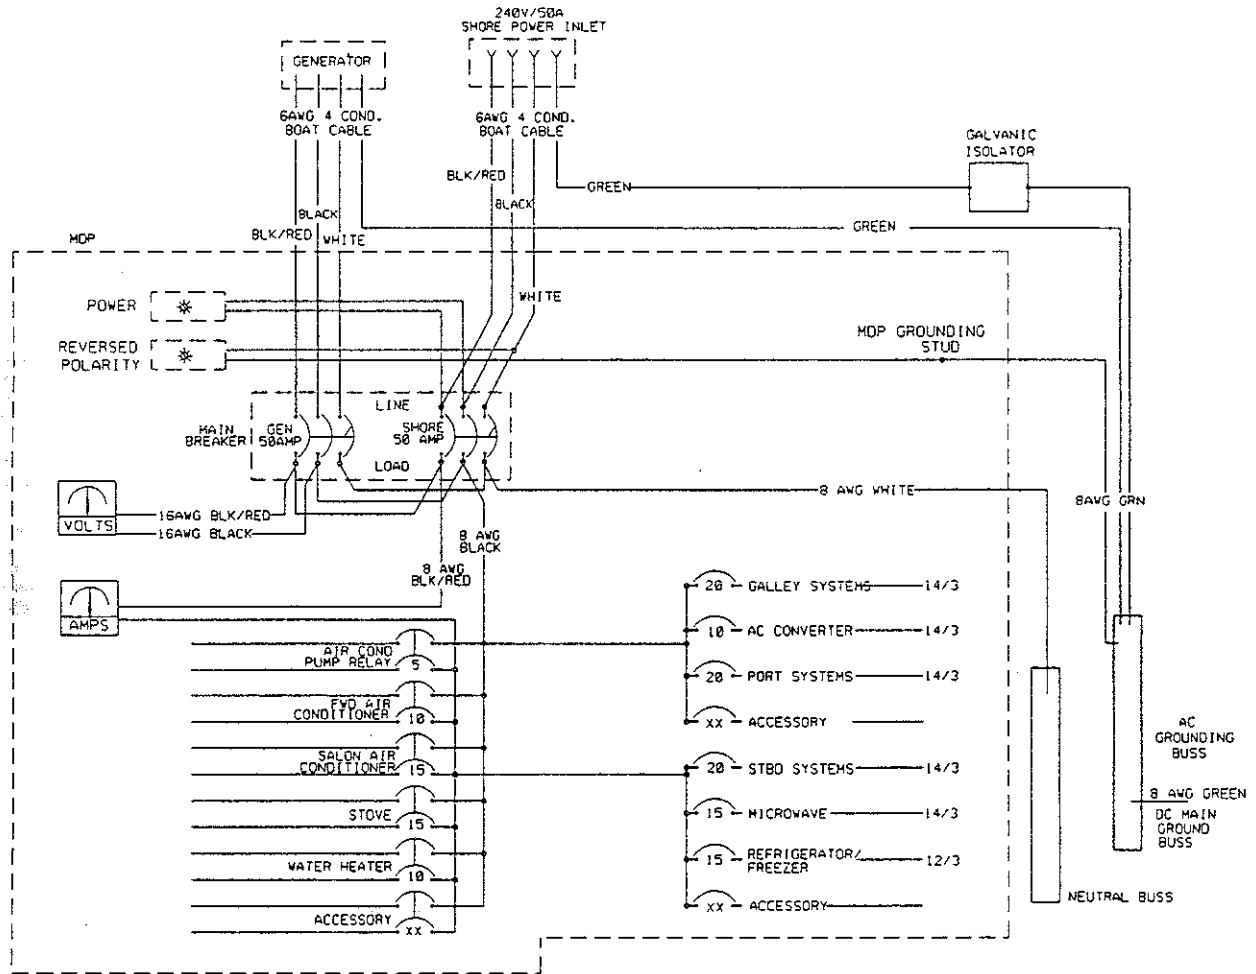 240V/50A
SHORE POWER INLET
GENERATOR
6AWG 4 COND.
BOAT CABLE
6AWG 4 COND.
BOAT CABLE
GALVANIC
ISOLATOR
BLK/RED
GREEN
BLACK
BLACK
GREEN
MDP
BLK/RED
WHITE
WHITE
POWER
REVERSED
POLARITY
MDP GROUNDING
STUD
LINE
MAIN
BREAKER
GEN
50AMP
SHORE
50 AMP
LOAD
8 AWG WHITE
8AWG GRN
VOLTS
16AWG BLK/RED
16AWG BLACK
8 AWG
BLACK
8 AWG
BLK/RED
AMPS
20 GALLEY SYSTEMS 14/3
10 AC CONVERTER 14/3
20 PORT SYSTEMS 14/3
XX ACCESSORY
20 STBD SYSTEMS 14/3
15 MICROWAVE 14/3
15 REFRIGERATOR/
FREEZER
12/3
XX ACCESSORY
AIR COND
PUMP RELAY 5
FWD AIR
CONDITIONER 10
SALON AIR
CONDITIONER 15
STOVE
15
WATER HEATER
10
ACCESSORY
XX
AC
GROUNDING
BUSS
8 AWG GREEN
DC MAIN
GROUND
BUSS
NEUTRAL BUSS